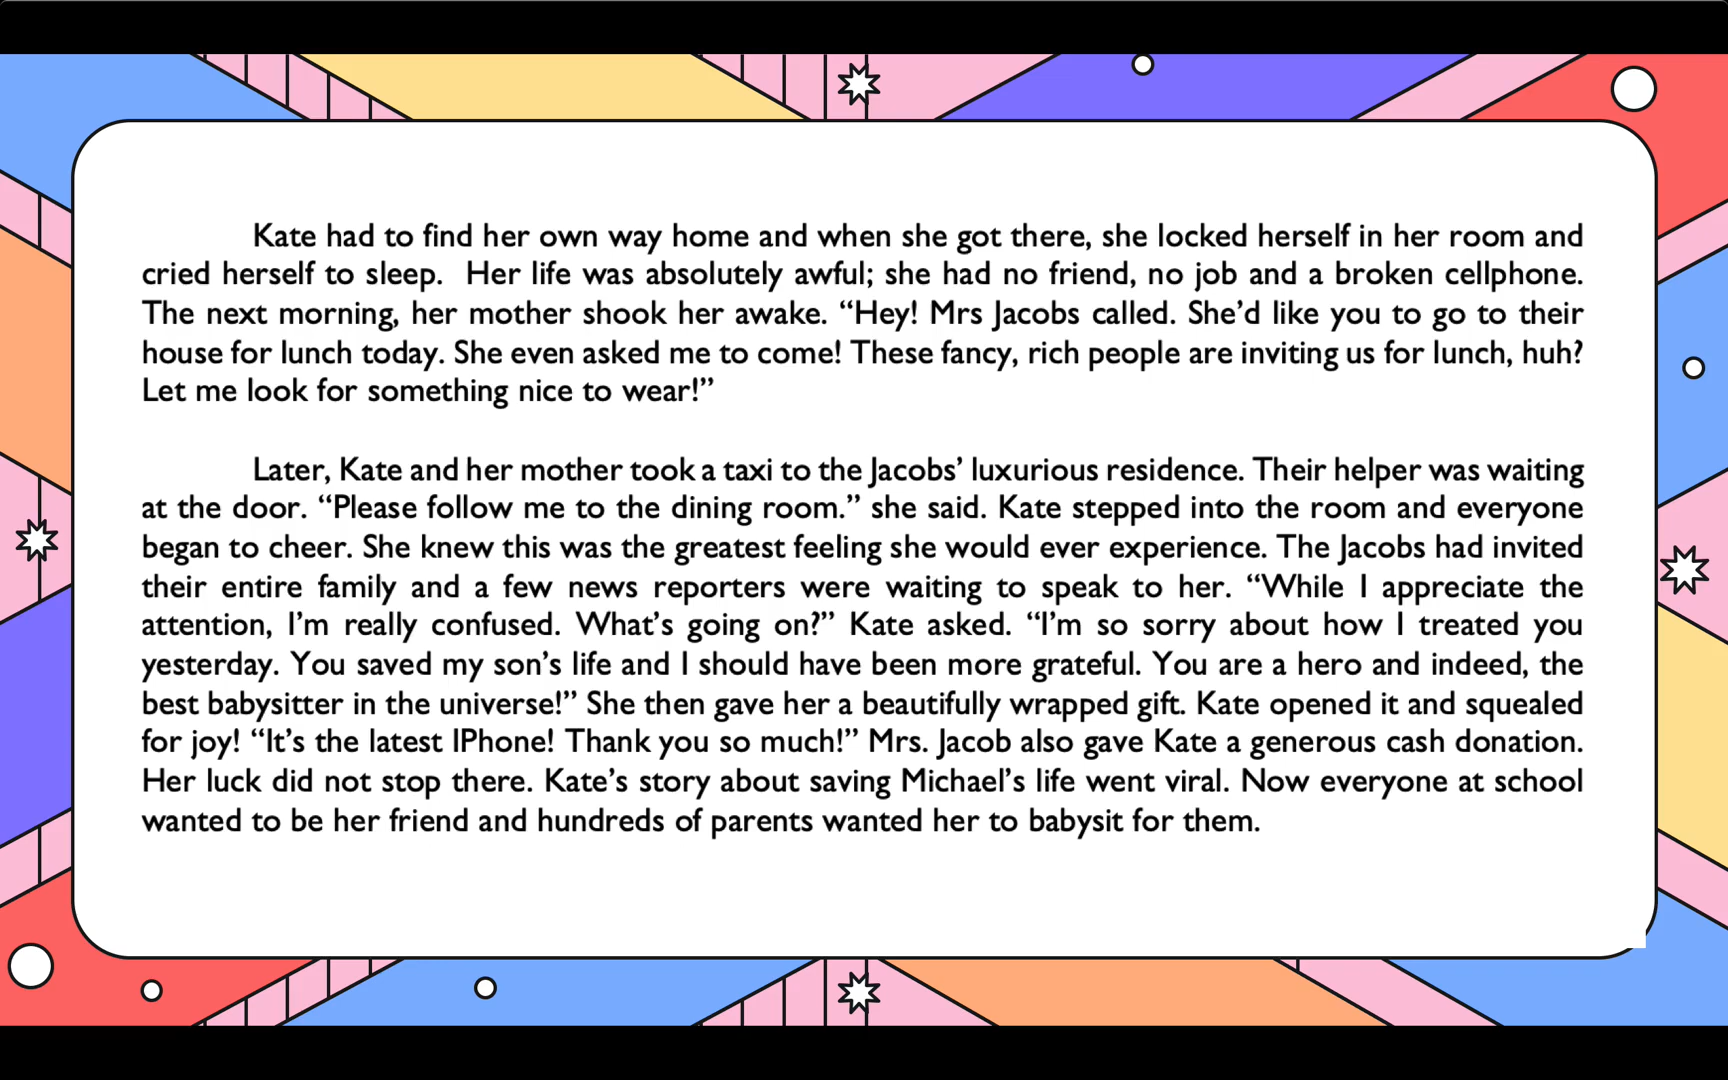 Kate had to find her own way home and when she got there, she locked herself in her room and
cried herself to sleep.  Her life was absolutely awful; she had no friend, no job and a broken cellphone.
The next morning, her mother shook her awake. “Hey! Mrs Jacobs called. She’d like you to go to their
house for lunch today. She even asked me to come! These fancy, rich people are inviting us for lunch, huh?
Let me look for something nice to wear!”
Later, Kate and her mother took a taxi to the Jacobs’ luxurious residence. Their helper was waiting
at the door. “Please follow me to the dining room.” she said. Kate stepped into the room and everyone
began to cheer. She knew this was the greatest feeling she would ever experience. The Jacobs had invited
their entire family and a few news reporters were waiting to speak to her. “While I appreciate the
attention, I’m really confused. What’s going on?” Kate asked. “I’m so sorry about how I treated you
yesterday. You saved my son’s life and I should have been more grateful. You are a hero and indeed, the
best babysitter in the universe!” She then gave her a beautifully wrapped gift. Kate opened it and squealed
for joy! “It’s the latest IPhone! Thank you so much!” Mrs. Jacob also gave Kate a generous cash donation.
Her luck did not stop there. Kate’s story about saving Michael’s life went viral. Now everyone at school
wanted to be her friend and hundreds of parents wanted her to babysit for them.